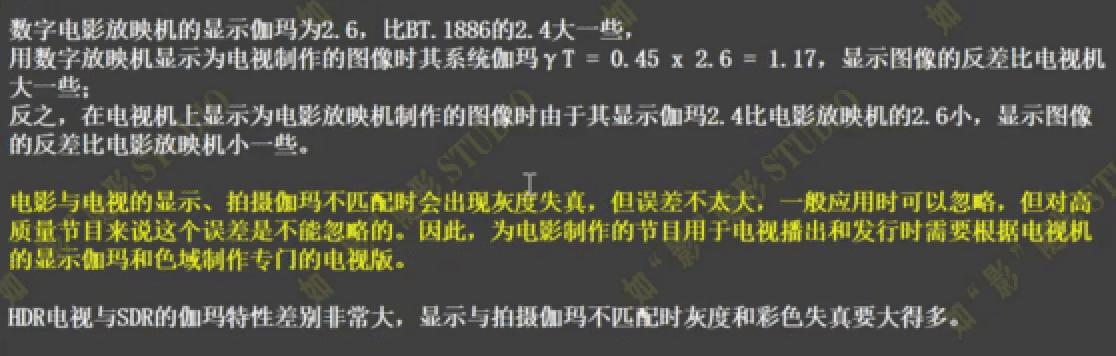 数字电影放映机的显示伽玛为2.6，比BT.1886的2.4大一些，
用数字放映机显示为电视制作的图像时其系统伽玛γT = 0.45 x 2.6 = 1.17，显示图像的反差比电视机
大一些；
反之，在电视机上显示为电影放映机制作的图像时由于其显示伽玛2.4比电影放映机的2.6小，显示图像
的反差比电影放映机小一些。
电影与电视的显示、拍摄伽玛不匹配时会出现灰度失真，但误差不太大，一般应用时可以忽略，但对高
质量节目来说这个误差是不能忽略的。因此，为电影制作的节目用于电视播出和发行时需要根据电视机
的显示伽玛和色域制作专门的电视版。
HDR电视与SDR的伽玛特性差别非常大，显示与拍摄伽玛不匹配时灰度和彩色失真要大得多。